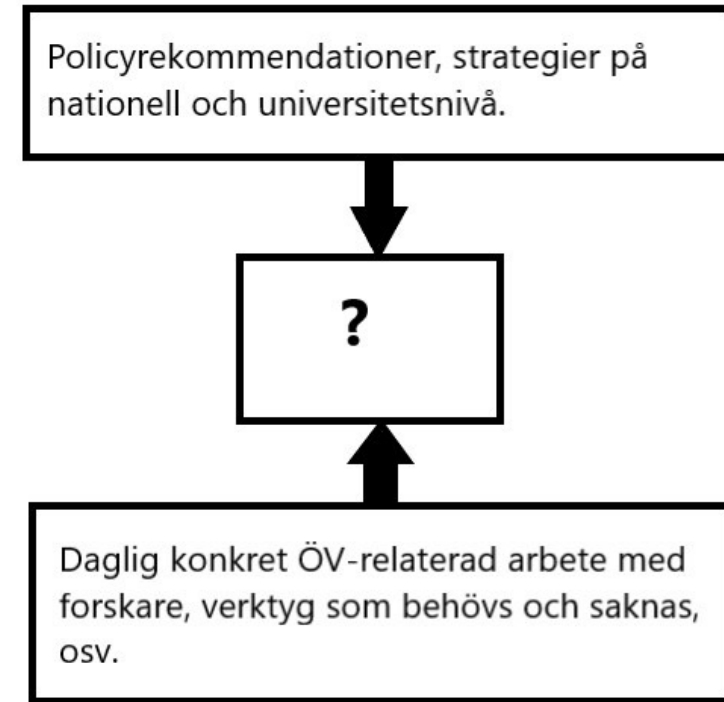 Policyrekommendationer, strategier på
nationell och universitetsnivå.
?
Daglig konkret ÖV-relaterad arbete med
forskare, verktyg som behövs och saknas,
osv.